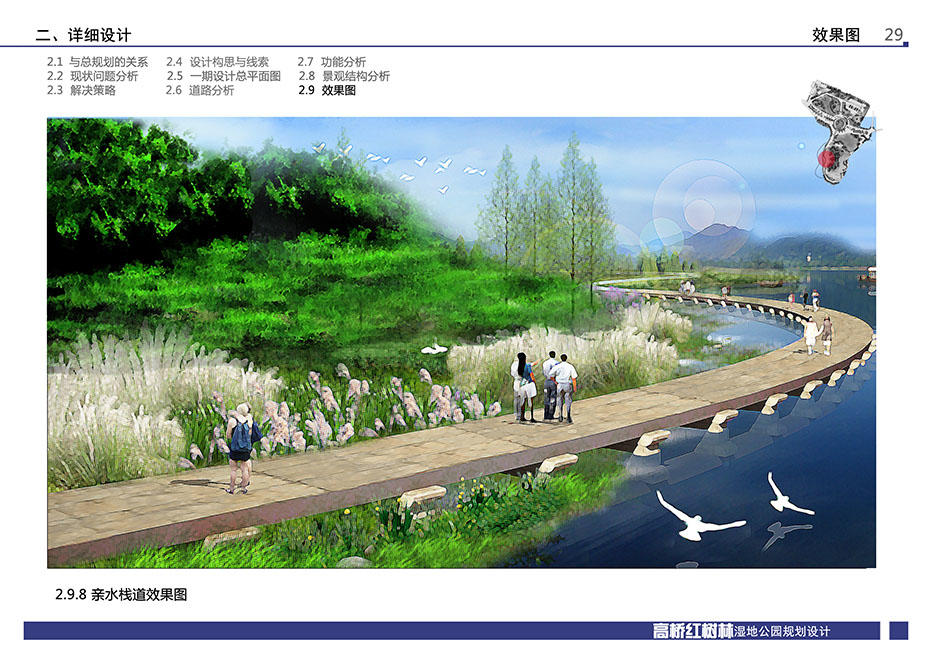 二、详细设计
效果图 29
2.1 与总规划的关系 2.4 设计构思与线索 2.7 功能分析
2.2 现状问题分析 2.5 一期设计总平面图 2.8 景观结构分析
2.3 解决策略 2.6 道路分析 2.9 效果图
2.9.8 亲水栈道效果图
高桥红树林湿地公园规划设计